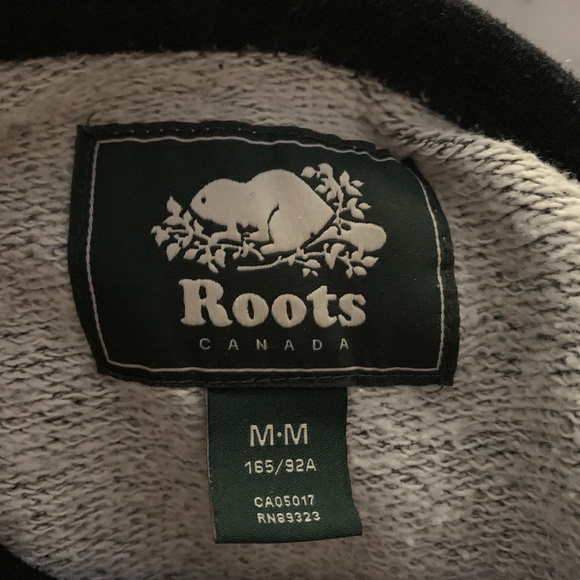 Roots
CANADA
M·M
165/92A
CA05017
RN89323